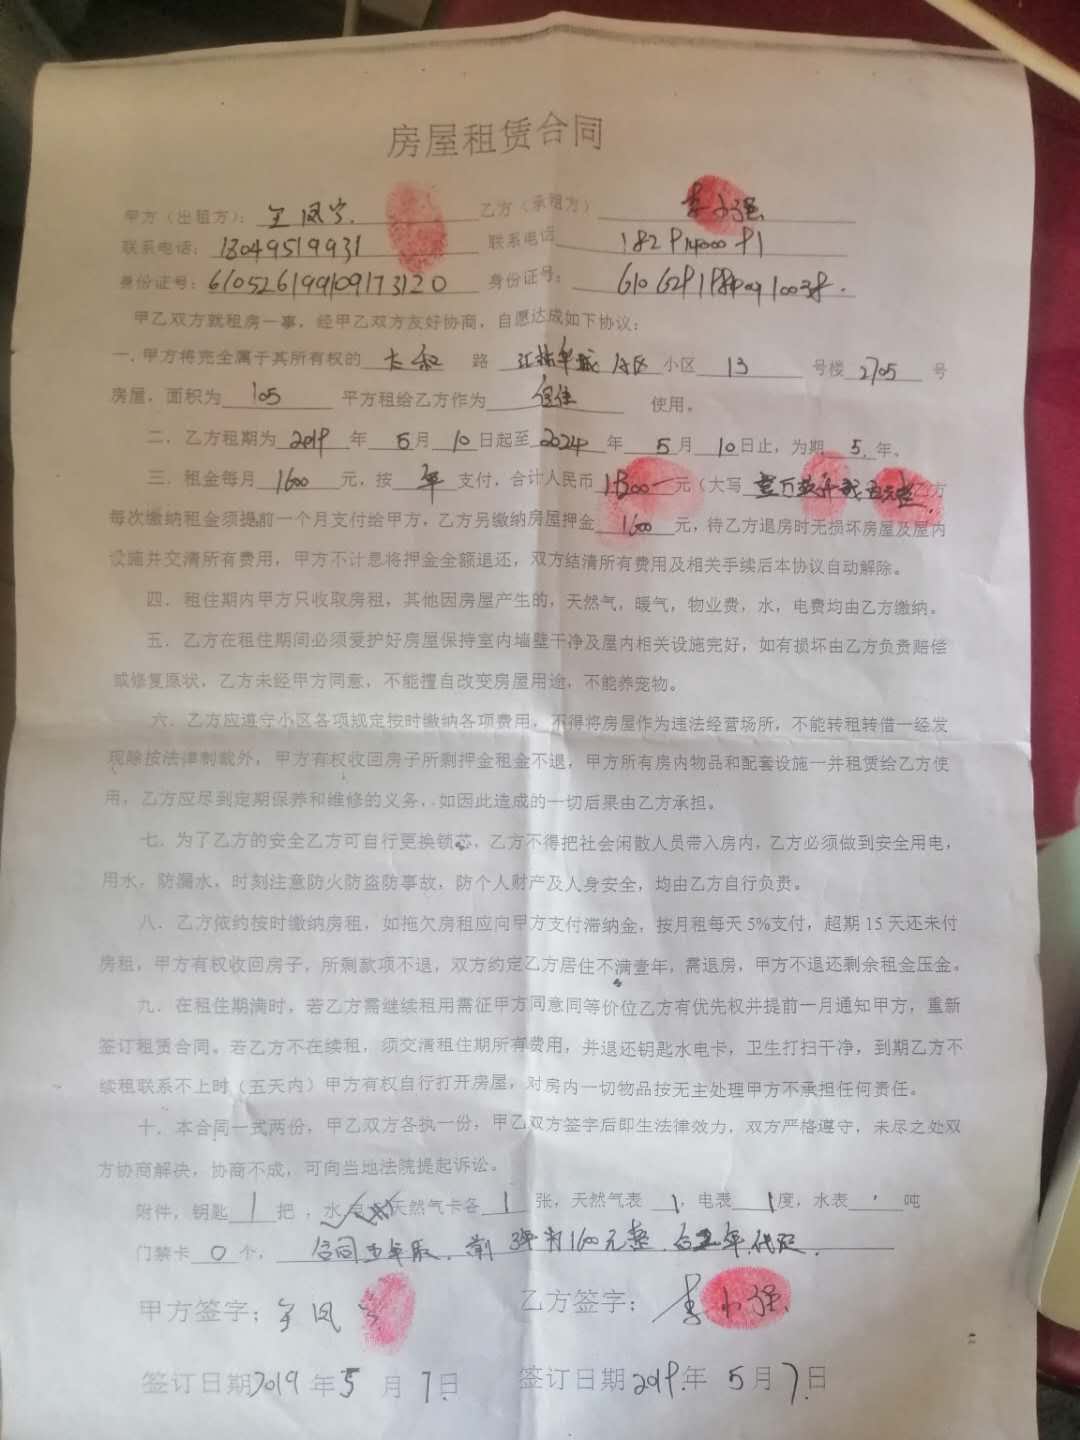 房屋租赁合同
甲方（出租方）： 乙方（承租方） 李小强
联系电话：18049519931 联系电话
身份证号：610526199109173120 身份证号：
甲乙双方就租房一事，经甲乙双方友好协商，自愿达成如下协议：
一.甲方将完全属于其所有权的 路 小区 13 号楼 2705 号
房屋，面积为 105 平方租给乙方作为 居住 使用。
二．乙方租期为 2019 年 5 月 10 日起至 2024 年 5 月 10 日止，为期 5 年。
三．租金每月 1600 元，按 年 支付，合计人民币 元（大写 乙方
每次缴纳租金须提前一个月支付给甲方，乙方另缴纳房屋押金 1600 元，待乙方退房时无损坏房屋及屋内
设施并交清所有费用，甲方不计息将押金全额退还，双方结清所有费用及相关手续后本协议自动解除。
四．租住期内甲方只收取房租，其他因房屋产生的，天然气，暖气，物业费，水，电费均由乙方缴纳。
五．乙方在租住期间必须爱护好房屋保持室内墙壁干净及屋内相关设施完好，如有损坏由乙方负责赔偿
或修复原状，乙方未经甲方同意，不能擅自改变房屋用途，不能养宠物。
六．乙方应遵守小区各项规定按时缴纳各项费用，不得将房屋作为违法经营场所，不能转租转借一经发
现除按法律制裁外，甲方有权收回房子所剩押金租金不退，甲方所有房内物品和配套设施一并租赁给乙方使
用，乙方应尽到定期保养和维修的义务，如因此造成的一切后果由乙方承担。
七．为了乙方的安全乙方可自行更换锁芯，乙方不得把社会闲散人员带入房内，乙方必须做到安全用电，
用水，防漏水，时刻注意防火防盗防事故，防个人财产及人身安全，均由乙方自行负责。
八．乙方依约按时缴纳房租，如拖欠房租应向甲方支付滞纳金，按月租每天5%支付，超期15天还未付
房租，甲方有权收回房子，所剩款项不退，双方约定乙方居住不满壹年，需退房，甲方不退还剩余租金压金。
九．在租住期满时，若乙方需继续租用需征甲方同意同等价位乙方有优先权并提前一月通知甲方，重新
签订租赁合同。若乙方不在续租，须交清租住期所有费用，并退还钥匙水电卡，卫生打扫干净，到期乙方不
续租联系不上时（五天内）甲方有权自行打开房屋，对房内一切物品按无主处理甲方不承担任何责任。
十．本合同一式两份，甲乙双方各执一份，甲乙双方签字后即生法律效力，双方严格遵守，未尽之处双
方协商解决，协商不成，可向当地法院提起诉讼。
附件，钥匙 1 把，水 天然气卡各 1 张，天然气表 1，电表 1 度，水表 吨
门禁卡 0 个，
甲方签字： 乙方签字：李小强
签订日期2019年5月7日 签订日期2019年5月7日